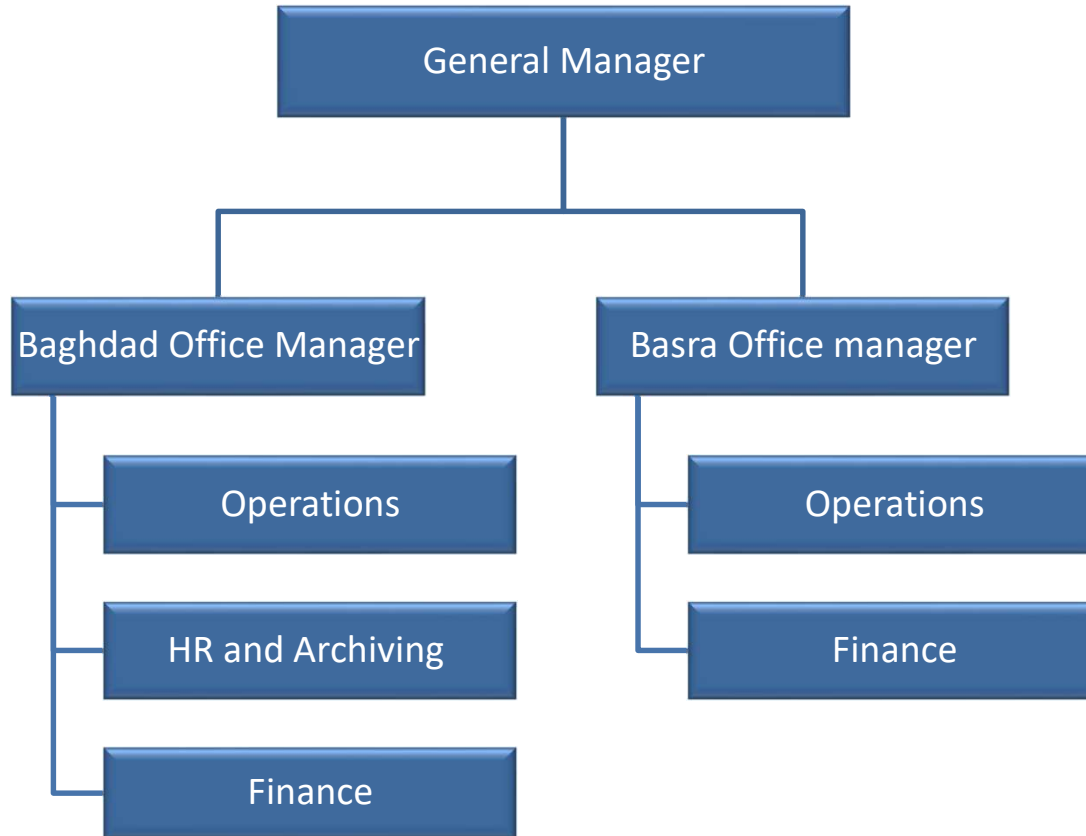 General Manager
Baghdad Office Manager
Operations
HR and Archiving
Finance
Basra Office manager
Operations
Finance